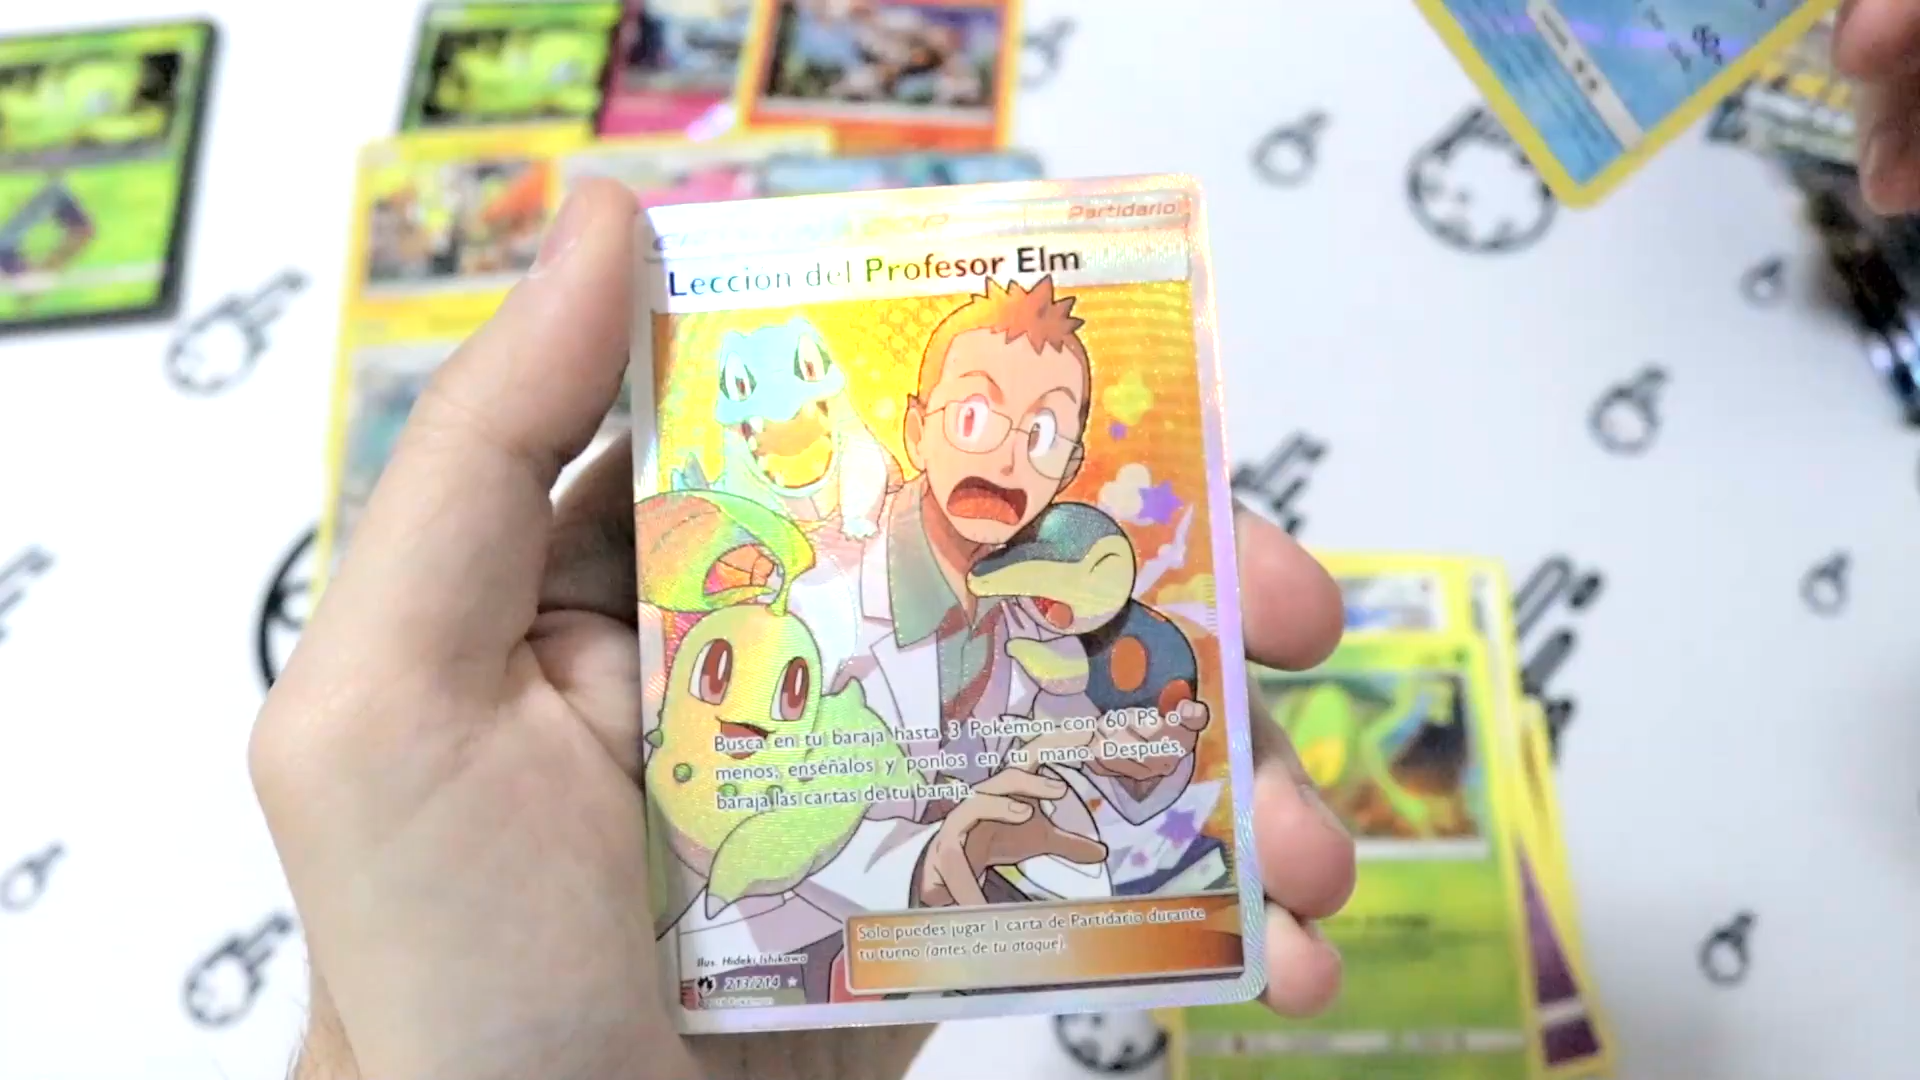 Partidario
Lección del Profesor Elm
Busca en tu baraja hasta 3 Pokémon con 60 PS o
menos, enséñalos y ponlos en tu mano. Después,
baraja las cartas de tu baraja.
Solo puedes jugar 1 carta de Partidario durante
tu turno (antes de tu ataque).
Illus. Hideki Ishikawa
213/214